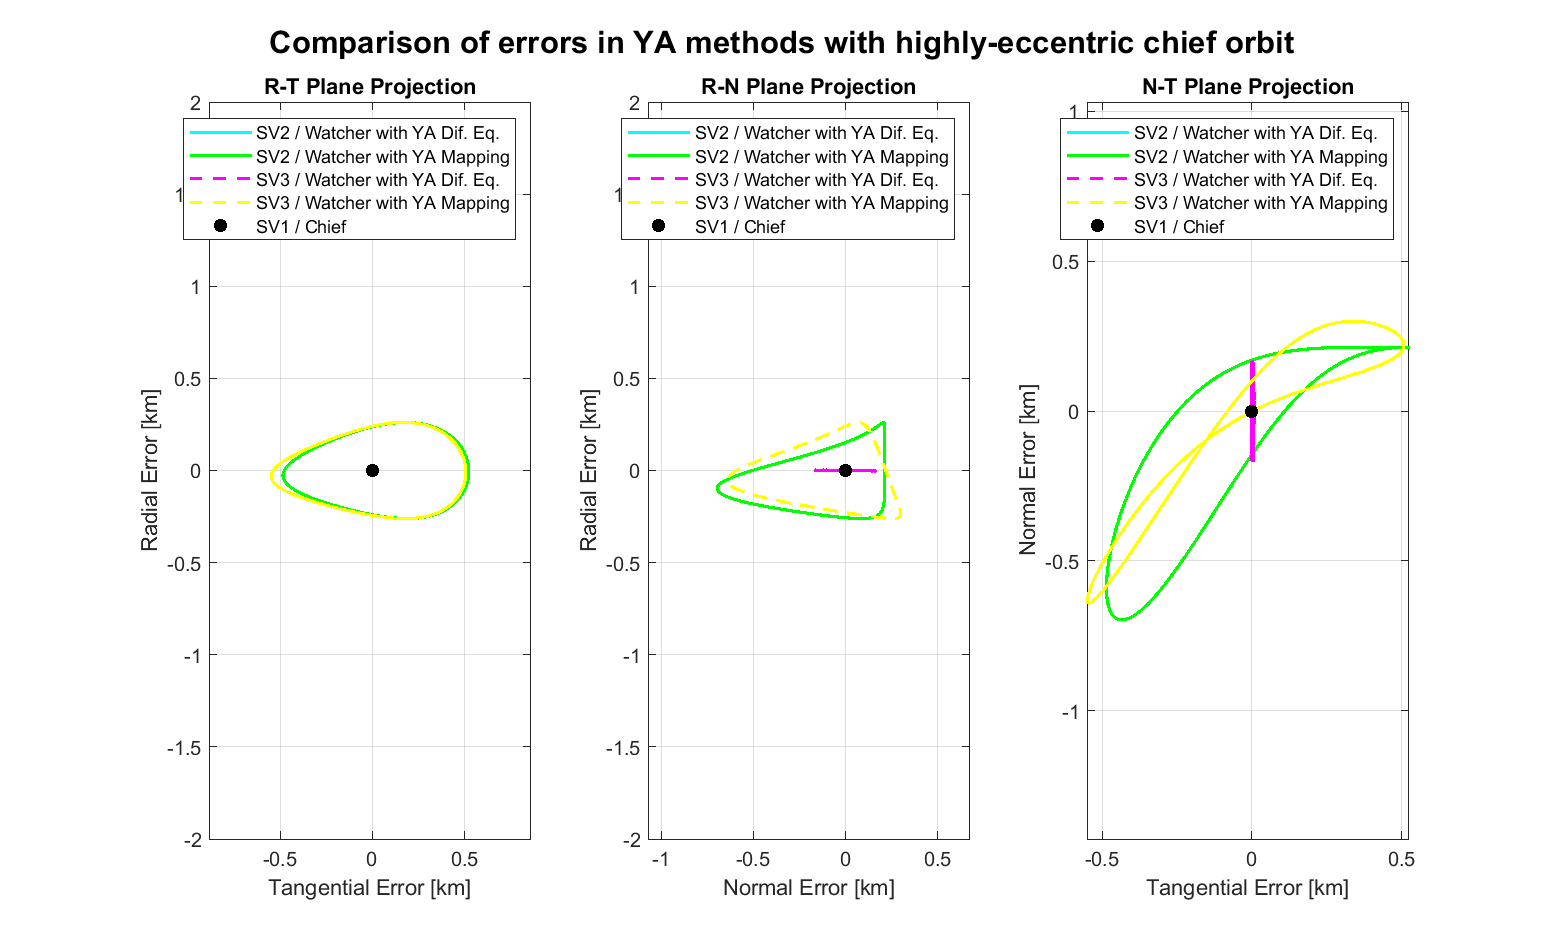 Comparison of errors in YA methods with highly-eccentric chief orbit
R-T Plane Projection
2
1
1
0.5
0
-0.5
-1
-1.5
-2
-0.5
0
0.5
Radial Error [km]
Tangential Error [km]
SV2 / Watcher with YA Dif. Eq.
SV2 / Watcher with YA Mapping
SV3 / Watcher with YA Dif. Eq.
SV3 / Watcher with YA Mapping
SV1 / Chief
R-N Plane Projection
2
1
1
0.5
0
-0.5
-1
-1.5
-2
-1
-0.5
0
0.5
Radial Error [km]
Normal Error [km]
SV2 / Watcher with YA Dif. Eq.
SV2 / Watcher with YA Mapping
SV3 / Watcher with YA Dif. Eq.
SV3 / Watcher with YA Mapping
SV1 / Chief
N-T Plane Projection
1
0.5
0
-0.5
-1
-0.5
0
0.5
Normal Error [km]
Tangential Error [km]
SV2 / Watcher with YA Dif. Eq.
SV2 / Watcher with YA Mapping
SV3 / Watcher with YA Dif. Eq.
SV3 / Watcher with YA Mapping
SV1 / Chief